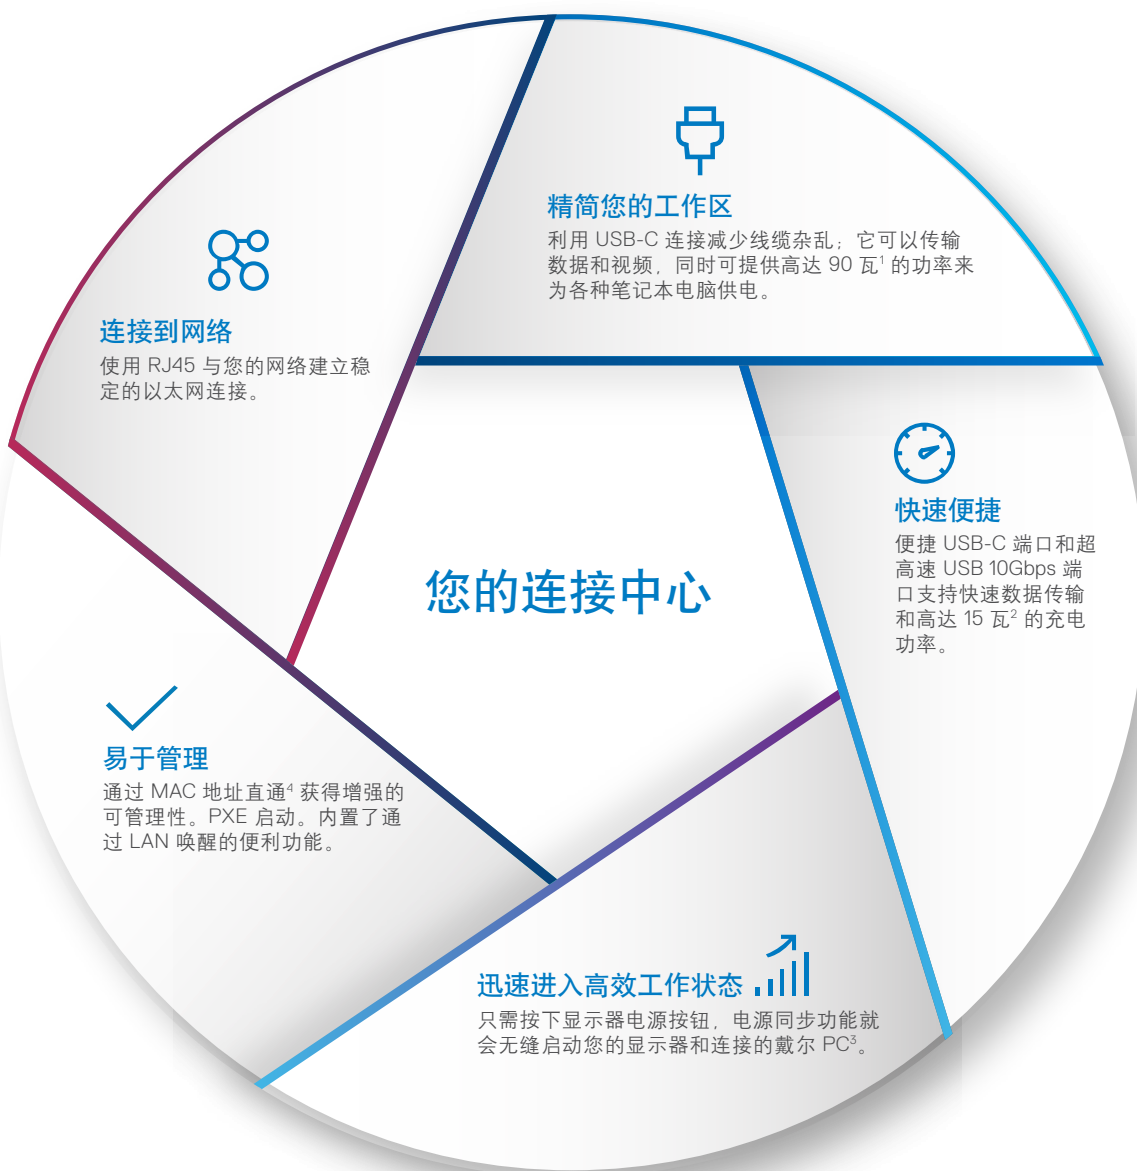 精简您的工作区
利用 USB-C 连接减少线缆杂乱；它可以传输
数据和视频，同时可提供高达 90 瓦¹ 的功率来
为各种笔记本电脑供电。
连接到网络
使用 RJ45 与您的网络建立稳
定的以太网连接。
快速便捷
便捷 USB-C 端口和超
高速 USB 10Gbps 端
口支持快速数据传输
和高达 15 瓦² 的充电
功率。
您的连接中心
易于管理
通过 MAC 地址直通⁴ 获得增强的
可管理性。PXE 启动。内置了通
过 LAN 唤醒的便利功能。
迅速进入高效工作状态
只需按下显示器电源按钮，电源同步功能就
会无缝启动您的显示器和连接的戴尔 PC³。